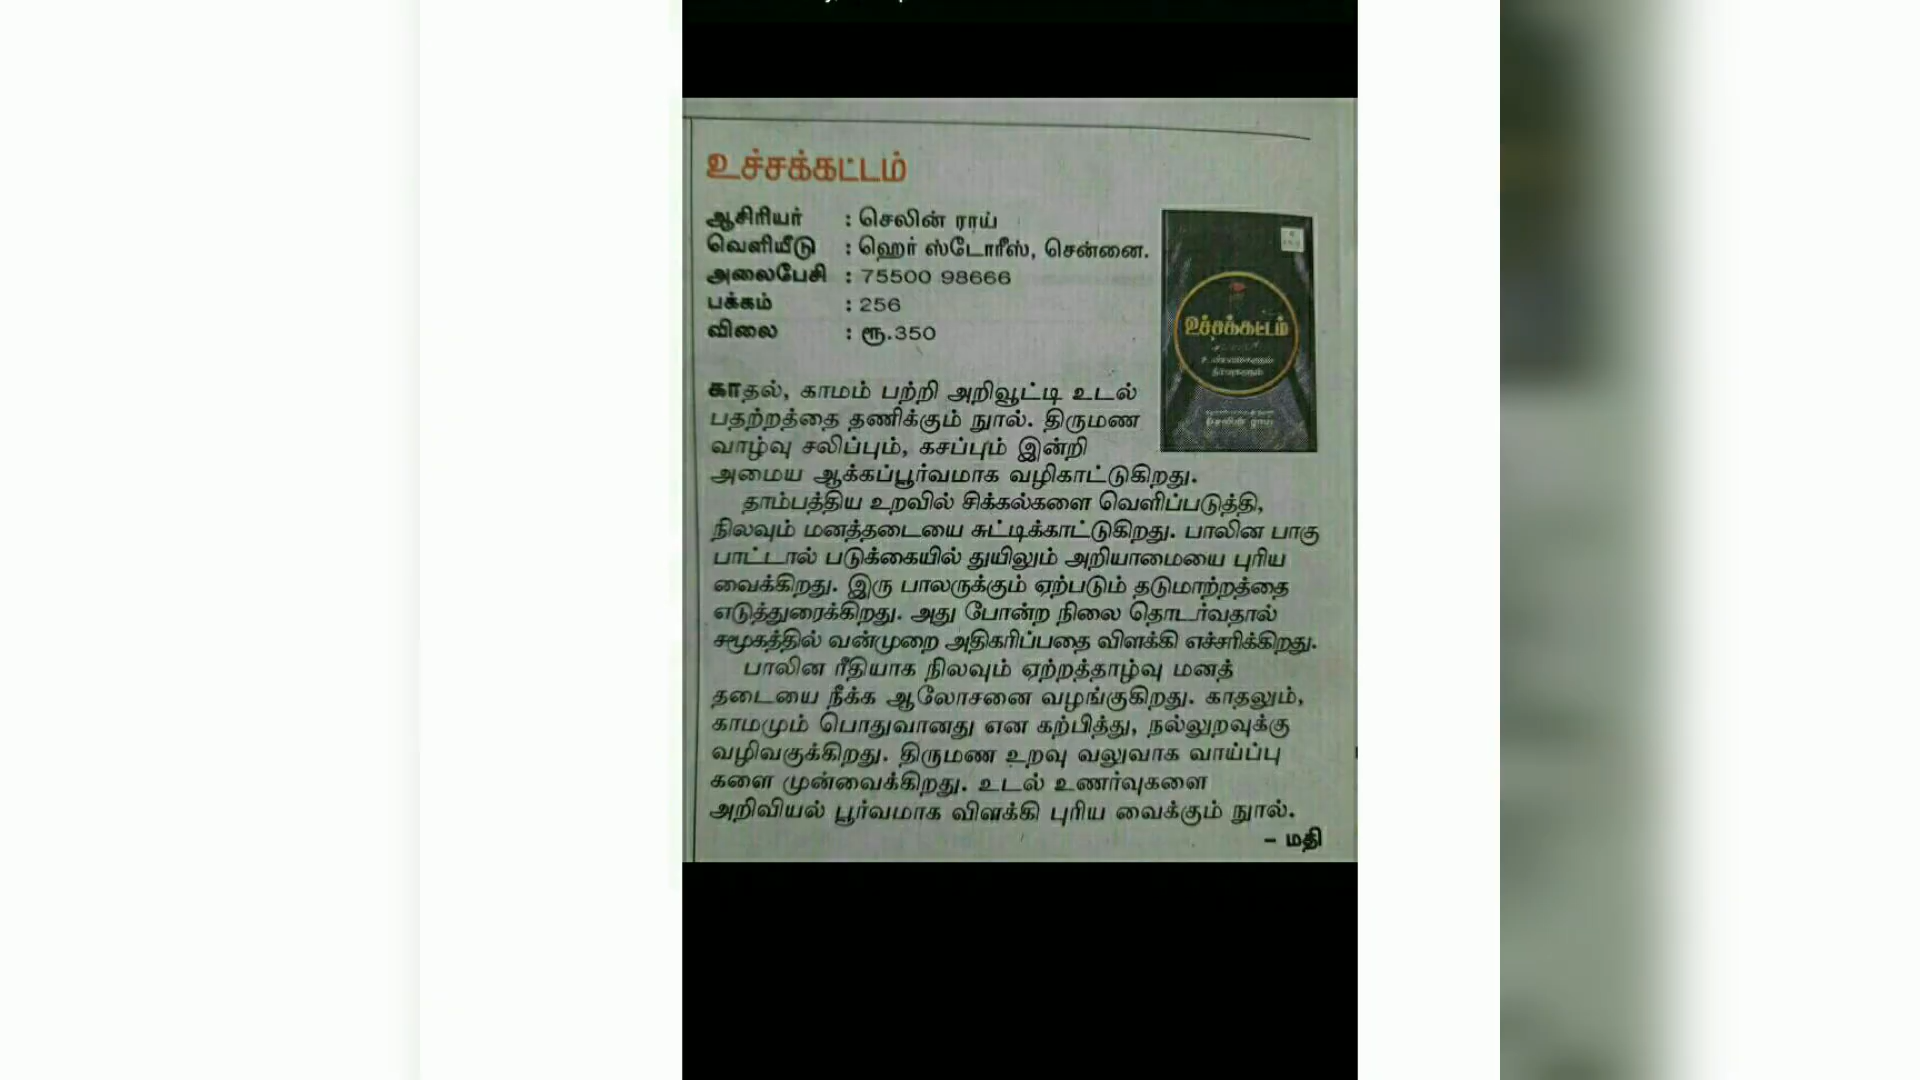 உச்சக்கட்டம்
ஆசிரியர் : செலின் ராய்
வெளியீடு : ஹெர் ஸ்டோரீஸ், சென்னை.
அலைபேசி : 75500 98666
பக்கம் : 256
விலை : ரூ.350
உச்சக்கட்டம்
செலின் ராய்
காதல், காமம் பற்றி அறிவூட்டி உடல்
பதற்றத்தை தணிக்கும் நூல். திருமண
வாழ்வு சலிப்பும், கசப்பும் இன்றி
அமைய ஆக்கப்பூர்வமாக வழிகாட்டுகிறது.
தாம்பத்திய உறவில் சிக்கல்களை வெளிப்படுத்தி,
நிலவும் மனத்தடையை சுட்டிக்காட்டுகிறது. பாலின பாகு
பாட்டால் படுக்கையில் துயிலும் அறியாமையை புரிய
வைக்கிறது. இரு பாலருக்கும் ஏற்படும் தடுமாற்றத்தை
எடுத்துரைக்கிறது. அது போன்ற நிலை தொடர்வதால்
சமூகத்தில் வன்முறை அதிகரிப்பதை விளக்கி எச்சரிக்கிறது.
பாலின ரீதியாக நிலவும் ஏற்றத்தாழ்வு மனத்
தடையை நீக்க ஆலோசனை வழங்குகிறது. காதலும்,
காமமும் பொதுவானது என கற்பித்து, நல்லுறவுக்கு
வழிவகுக்கிறது. திருமண உறவு வலுவாக வாய்ப்பு
களை முன்வைக்கிறது. உடல் உணர்வுகளை
அறிவியல் பூர்வமாக விளக்கி புரிய வைக்கும் நூல்.
– மதி